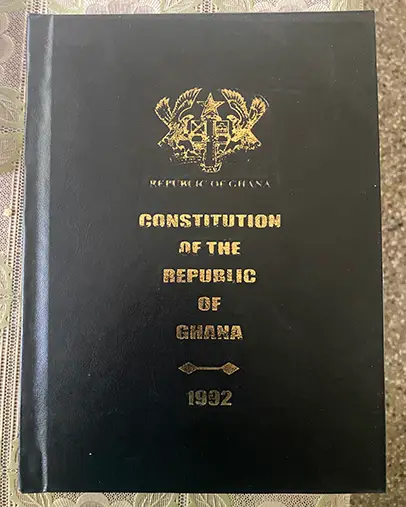 REPUBLIC OF GHANA
CONSTITUTION
OF THE
REPUBLIC
OF
GHANA
1992